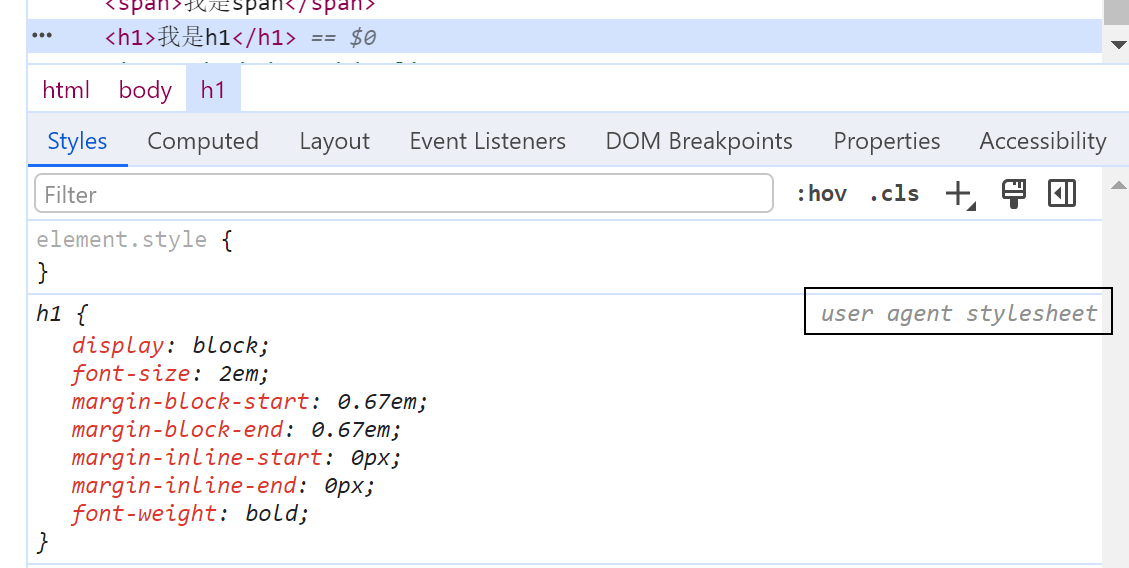 <span>我是span</span>
••• <h1>我是h1</h1> == $0
html body h1
Styles Computed Layout Event Listeners DOM Breakpoints Properties Accessibility
Filter :hov .cls
element.style {
}
h1 { user agent stylesheet
display: block;
font-size: 2em;
margin-block-start: 0.67em;
margin-block-end: 0.67em;
margin-inline-start: 0px;
margin-inline-end: 0px;
font-weight: bold;
}